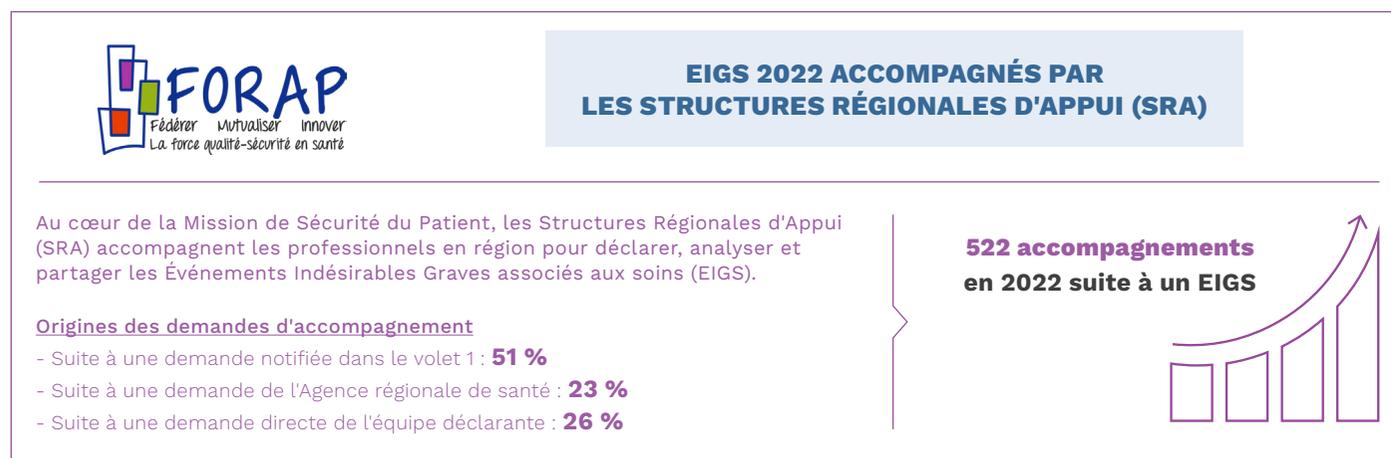 FORAP
Fédérer Mutualiser Innover
La force qualité-sécurité en santé
EIGS 2022 ACCOMPAGNÉS PAR
LES STRUCTURES RÉGIONALES D'APPUI (SRA)
Au cœur de la Mission de Sécurité du Patient, les Structures Régionales d'Appui
(SRA) accompagnent les professionnels en région pour déclarer, analyser et
partager les Événements Indésirables Graves associés aux soins (EIGS).
Origines des demandes d'accompagnement
- Suite à une demande notifiée dans le volet 1 : 51 %
- Suite à une demande de l'Agence régionale de santé : 23 %
- Suite à une demande directe de l'équipe déclarante : 26 %
522 accompagnements
en 2022 suite à un EIGS